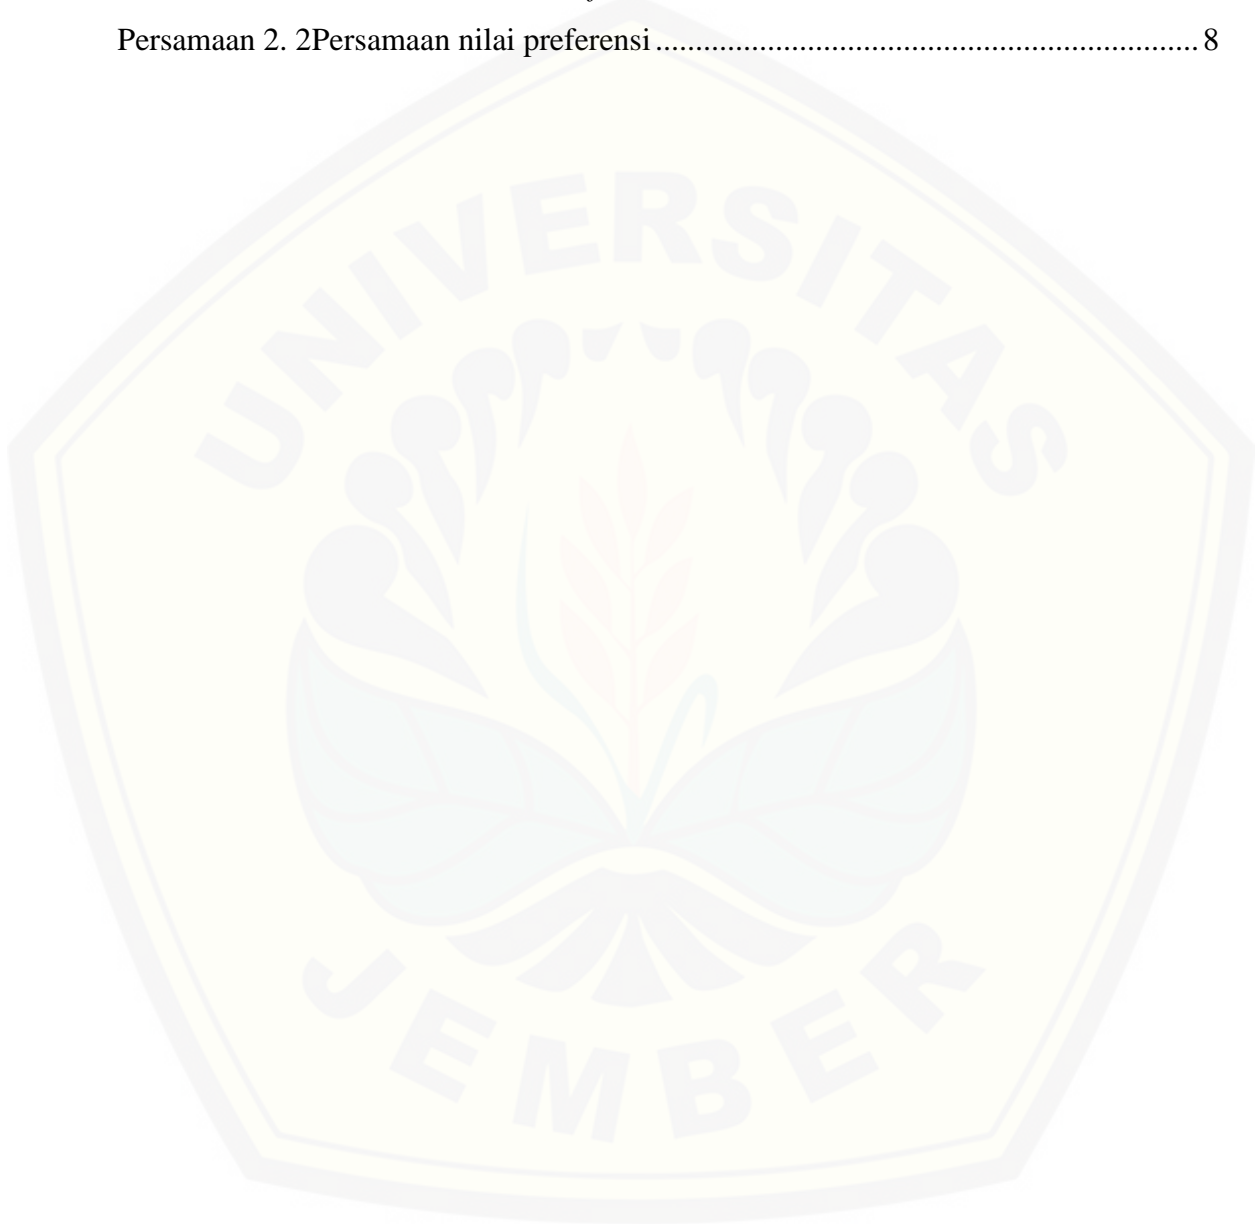 Persamaan 2. 2Persamaan nilai preferensi........................................................ 8
UNIVERSITAS
JEMBER